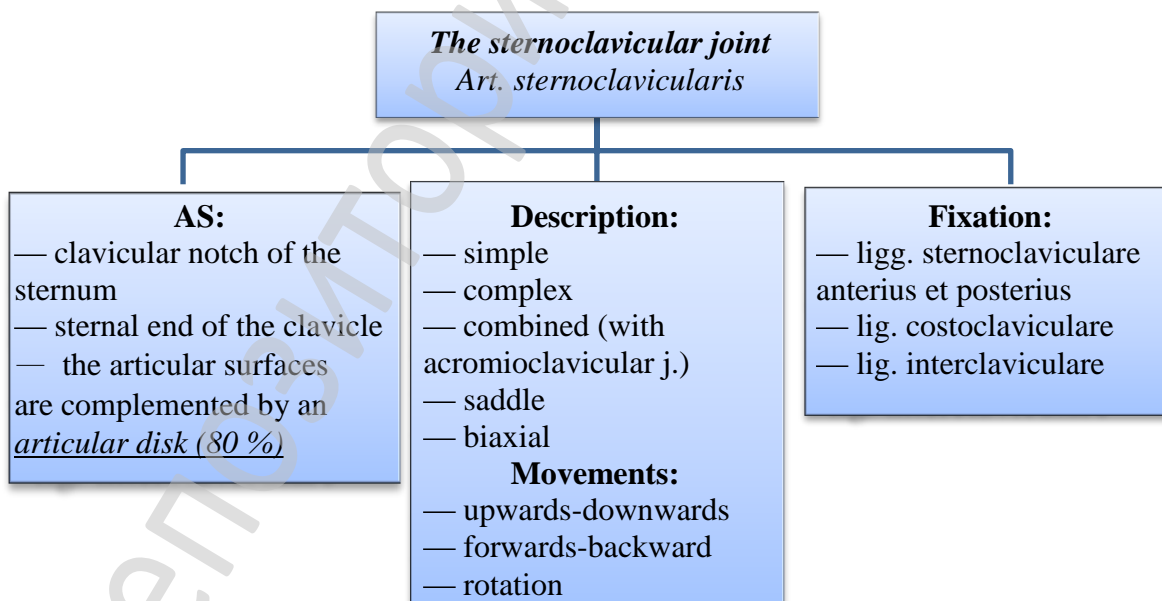 The sternoclavicular joint
Art. sternoclavicularis
AS:
— clavicular notch of the
sternum
— sternal end of the clavicle
— the articular surfaces
are complemented by an
articular disk (80 %)
Description:
— simple
— complex
— combined (with
acromioclavicular j.)
— saddle
— biaxial
Movements:
— upwards-downwards
— forwards-backward
— rotation
Fixation:
— ligg. sternoclaviculare
anterius et posterius
— lig. costoclaviculare
— lig. interclaviculare